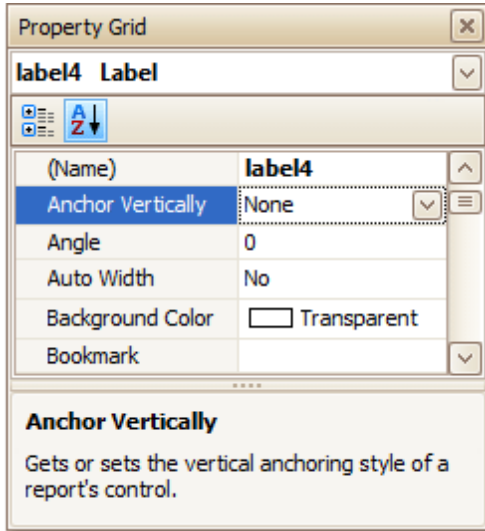 Property Grid
label4 Label
(Name) label4
Anchor Vertically None
Angle 0
Auto Width No
Background Color Transparent
Bookmark
Anchor Vertically
Gets or sets the vertical anchoring style of a
report's control.